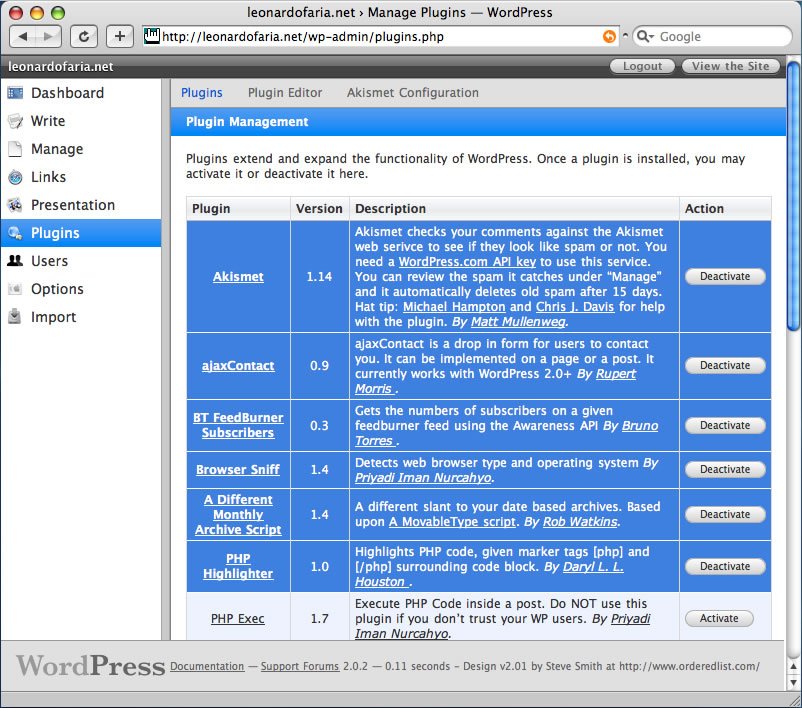 leonardofaria.net › Manage Plugins — WordPress
http://leonardofaria.net/wp-admin/plugins.php
Google
leonardofaria.net
Logout
View the Site
Dashboard
Write
Manage
Links
Presentation
Plugins
Users
Options
Import
Plugins Plugin Editor Akismet Configuration
Plugin Management
Plugins extend and expand the functionality of WordPress. Once a plugin is installed, you may
activate it or deactivate it here.
Plugin Version Description Action
Akismet
1.14
Akismet checks your comments against the Akismet
web serivce to see if they look like spam or not. You
need a WordPress.com API key to use this service.
You can review the spam it catches under “Manage”
and it automatically deletes old spam after 15 days.
Hat tip: Michael Hampton and Chris J. Davis for help
with the plugin. By Matt Mullenweg.
Deactivate
ajaxContact
0.9
ajaxContact is a drop in form for users to contact
you. It can be implemented on a page or a post. It
currently works with WordPress 2.0+ By Rupert
Morris .
Deactivate
BT FeedBurner
Subscribers
0.3
Gets the numbers of subscribers on a given
feedburner feed using the Awareness API By Bruno
Torres .
Deactivate
Browser Sniff
1.4
Detects web browser type and operating system By
Priyadi Iman Nurcahyo.
Deactivate
A Different
Monthly
Archive Script
1.4
A different slant to your date based archives. Based
upon A MovableType script. By Rob Watkins.
Deactivate
PHP
Highlighter
1.0
Highlights PHP code, given marker tags [php] and
[/php] surrounding code block. By Daryl L. L.
Houston .
Deactivate
PHP Exec
1.7
Execute PHP Code inside a post. Do NOT use this
plugin if you don’t trust your WP users. By Priyadi
Iman Nurcahyo.
Activate
WordPress Documentation — Support Forums 2.0.2 — 0.11 seconds – Design v2.01 by Steve Smith at http://www.orderedlist.com/